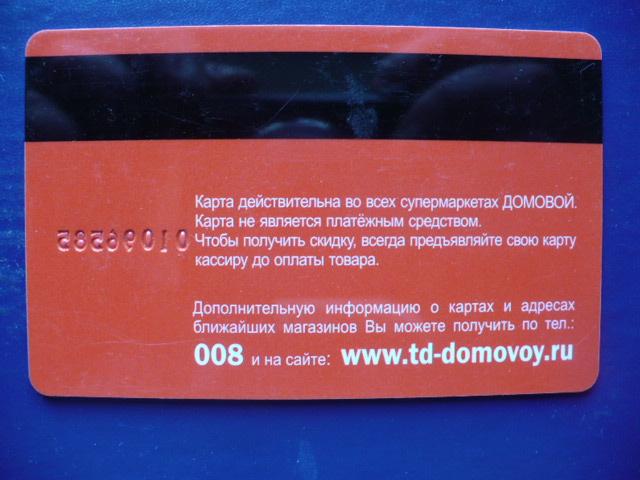 Карта действительна во всех супермаркетах ДОМОВОЙ.
Карта не является платёжным средством.
Чтобы получить скидку, всегда предъявляйте свою карту
кассиру до оплаты товара.
Дополнительную информацию о картах и адресах
ближайших магазинов Вы можете получить по тел.:
008 и на сайте: www.td-domovoy.ru